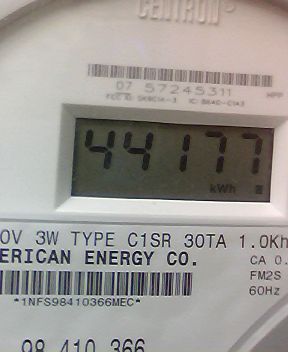 CENTRON®
07 57245311
HPP
44177
kWh
0V 3W TYPE C1SR 30TA 1.0Kh
ERICAN ENERGY CO.
CA 0.
FM2S
*1NFS98410366MEC*
60Hz
98 410 366